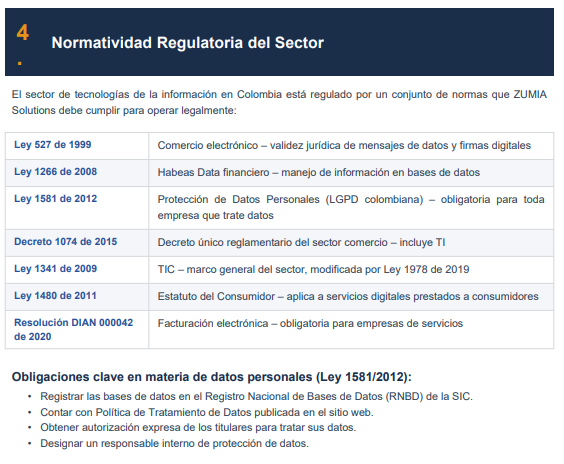 4
.
Normatividad Regulatoria del Sector
El sector de tecnologías de la información en Colombia está regulado por un conjunto de normas que ZUMIA
Solutions debe cumplir para operar legalmente:
Ley 527 de 1999 Comercio electrónico – validez jurídica de mensajes de datos y firmas digitales
Ley 1266 de 2008 Habeas Data financiero – manejo de información en bases de datos
Ley 1581 de 2012 Protección de Datos Personales (LGPD colombiana) – obligatoria para toda
empresa que trate datos
Decreto 1074 de 2015 Decreto único reglamentario del sector comercio – incluye TI
Ley 1341 de 2009 TIC – marco general del sector, modificada por Ley 1978 de 2019
Ley 1480 de 2011 Estatuto del Consumidor – aplica a servicios digitales prestados a consumidores
Resolución DIAN 000042 Facturación electrónica – obligatoria para empresas de servicios
de 2020
Obligaciones clave en materia de datos personales (Ley 1581/2012):
• Registrar las bases de datos en el Registro Nacional de Bases de Datos (RNBD) de la SIC.
• Contar con Política de Tratamiento de Datos publicada en el sitio web.
• Obtener autorización expresa de los titulares para tratar sus datos.
• Designar un responsable interno de protección de datos.